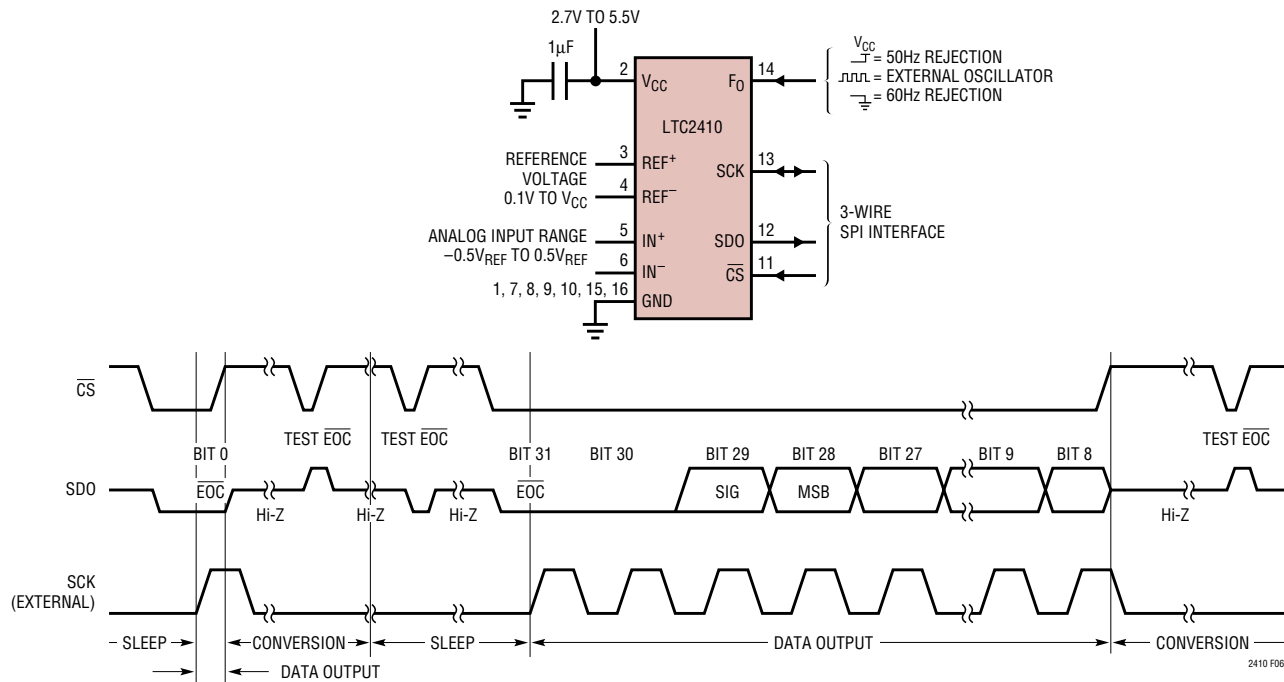 2.7V TO 5.5V
1µF
2
VCC
LTC2410
FO
14
VCC
= 50Hz REJECTION
= EXTERNAL OSCILLATOR
= 60Hz REJECTION
REFERENCE
VOLTAGE
0.1V TO VCC
3
REF+
4
REF–
SCK
13
3-WIRE
SPI INTERFACE
ANALOG INPUT RANGE
–0.5VREF TO 0.5VREF
5
IN+
6
IN–
SDO
12
CS
11
1, 7, 8, 9, 10, 15, 16
GND
CS
TEST EOC
TEST EOC
TEST EOC
BIT 0
BIT 31
BIT 30
BIT 29
BIT 28
BIT 27
BIT 9
BIT 8
SDO
EOC
Hi-Z
Hi-Z
Hi-Z
EOC
SIG
MSB
Hi-Z
SCK
(EXTERNAL)
SLEEP
CONVERSION
SLEEP
DATA OUTPUT
CONVERSION
DATA OUTPUT
2410 F06